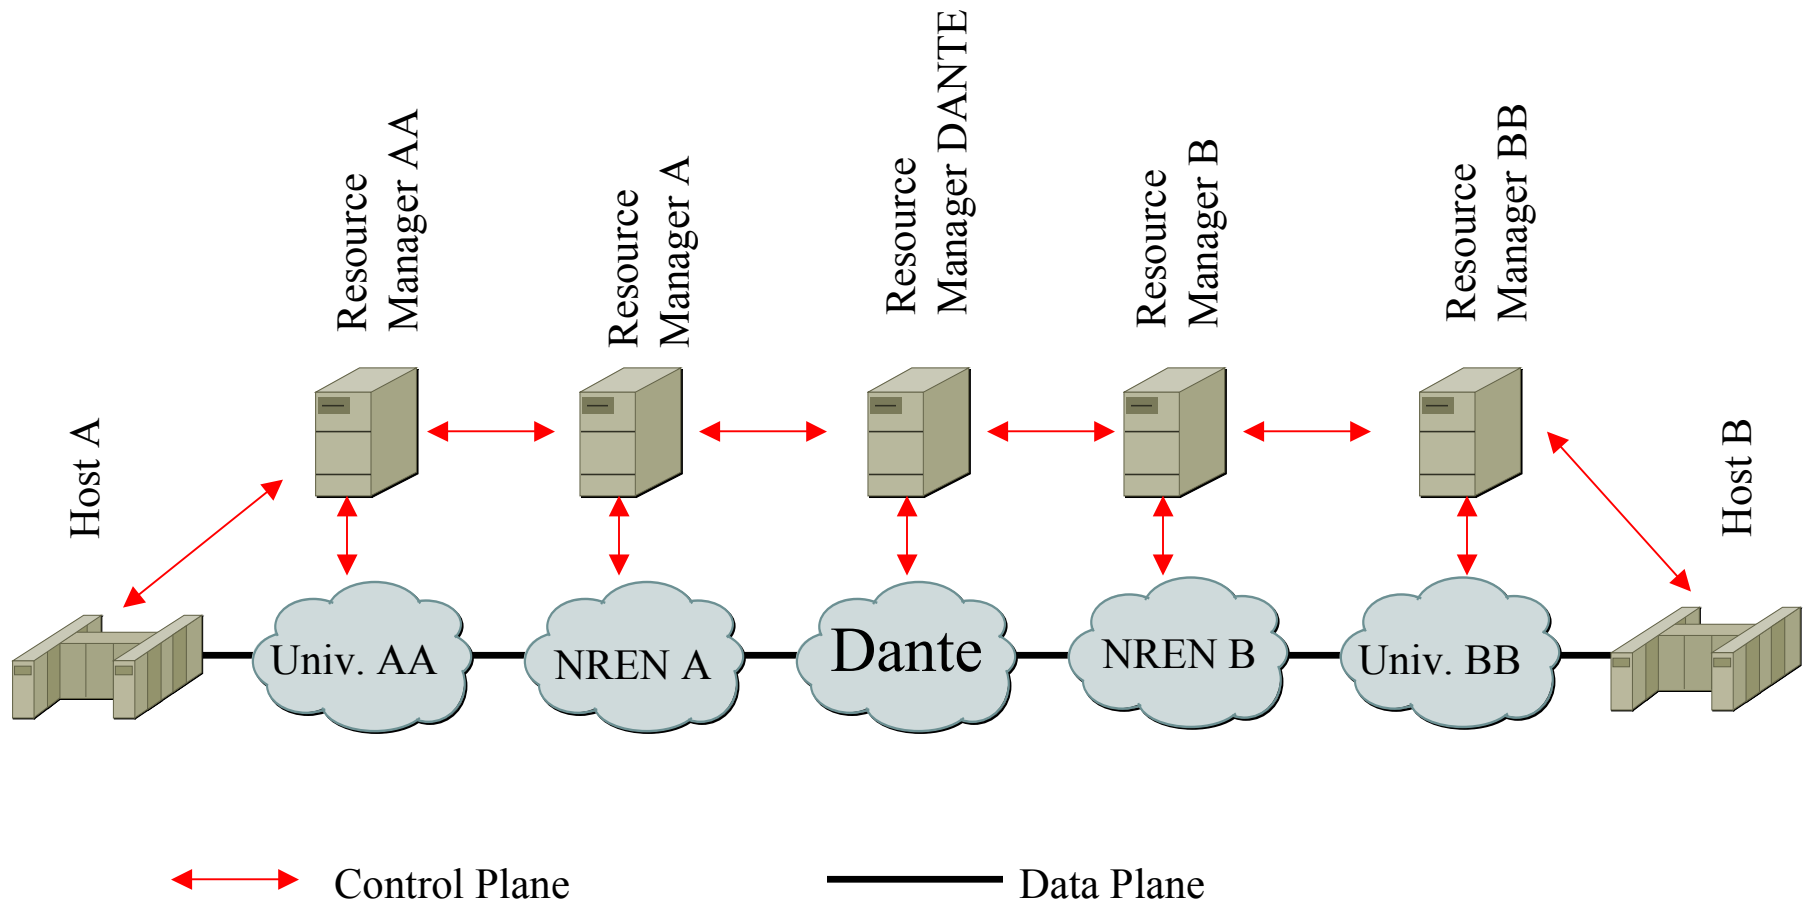 Host A
Resource
Manager AA
Resource
Manager A
Resource
Manager DANTE
Resource
Manager B
Resource
Manager BB
Host B
Univ. AA
NREN A
Dante
NREN B
Univ. BB
Control Plane
Data Plane